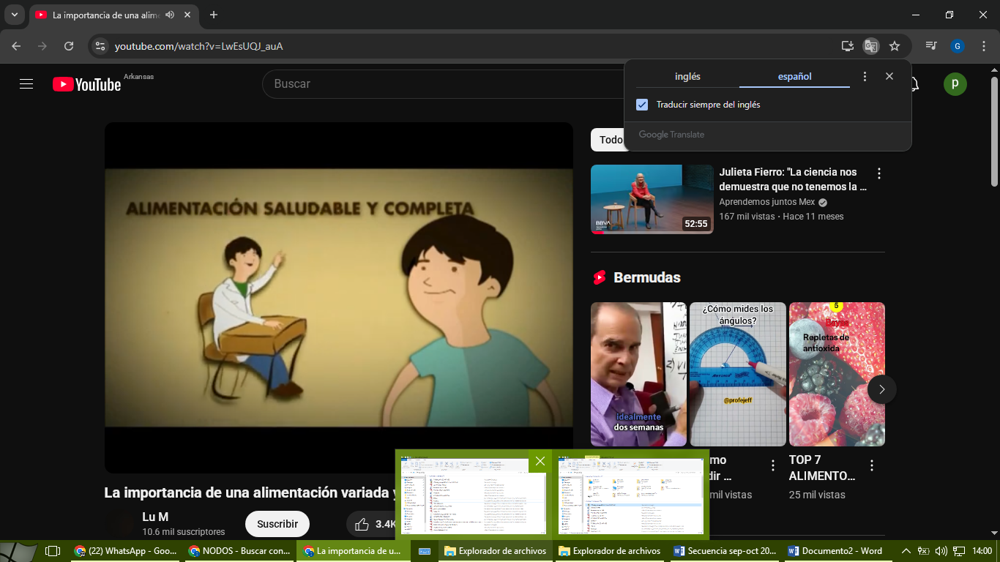 La importancia de una alime
youtube.com/watch?v=LwEsUQJ_auA
G
inglés
español
Traducir siempre del inglés
Google Translate
YouTube
Arkansas
Buscar
p
Todo
ALIMENTACIÓN SALUDABLE Y COMPLETA
Julieta Fierro: "La ciencia nos
demuestra que no tenemos la ...
Aprendemos juntos Mex
167 mil vistas · Hace 11 meses
BBVA
52:55
Bermudas
idealmente
dos semanas
¿Cómo mides los
ángulos?
@profejeff
5
Bayas
Repletas de
antioxida
TOP 7
ALIMENTO...
25 mil vistas
mil vistas
La importancia de una alimentación variada y
Lu M
10.6 mil suscriptores
Suscribir
3.4K
(22) WhatsApp - Goo...
NODOS - Buscar con...
La importancia de u...
Explorador de archivos
Explorador de archivos
Secuencia sep-oct 20...
Documento2 - Word
14:00